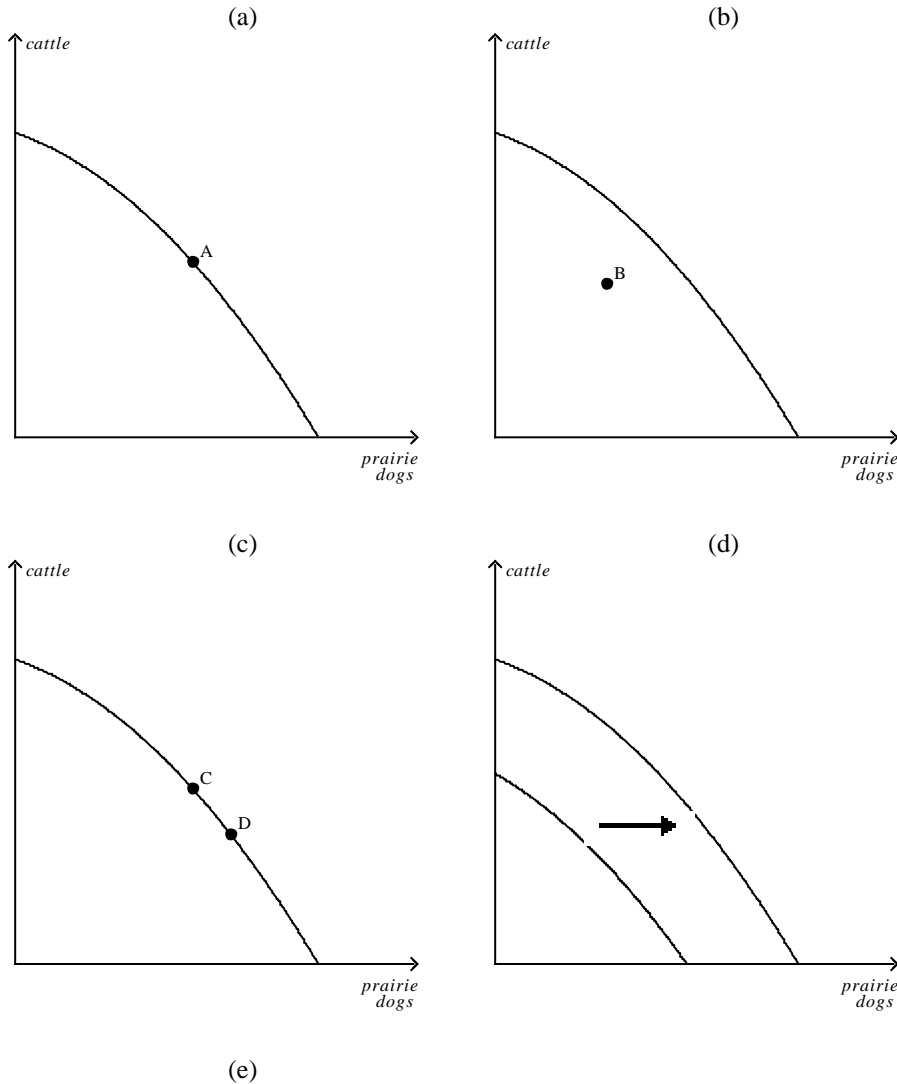 (a)
(b)
cattle
cattle
A
B
prairie
dogs
prairie
dogs
(c)
(d)
cattle
cattle
C
D
prairie
dogs
prairie
dogs
(e)